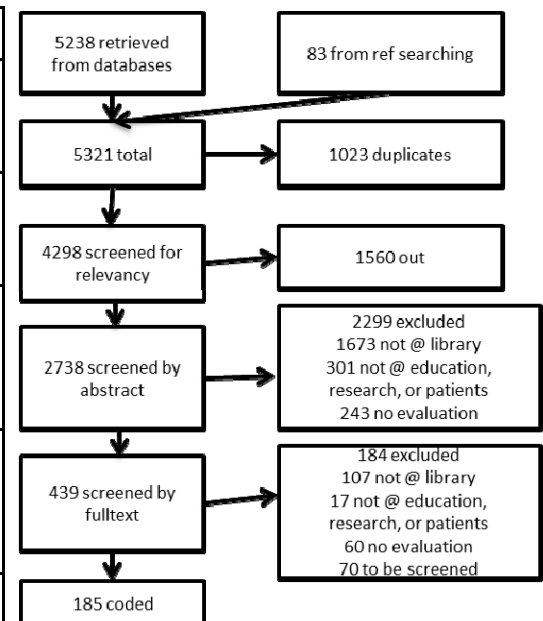 5238 retrieved
from databases
83 from ref searching
5321 total
1023 duplicates
4298 screened for
relevancy
1560 out
2738 screened by
abstract
2299 excluded
1673 not @ library
301 not @ education,
research, or patients
243 no evaluation
439 screened by
fulltext
184 excluded
107 not @ library
17 not @ education,
research, or patients
60 no evaluation
70 to be screened
185 coded